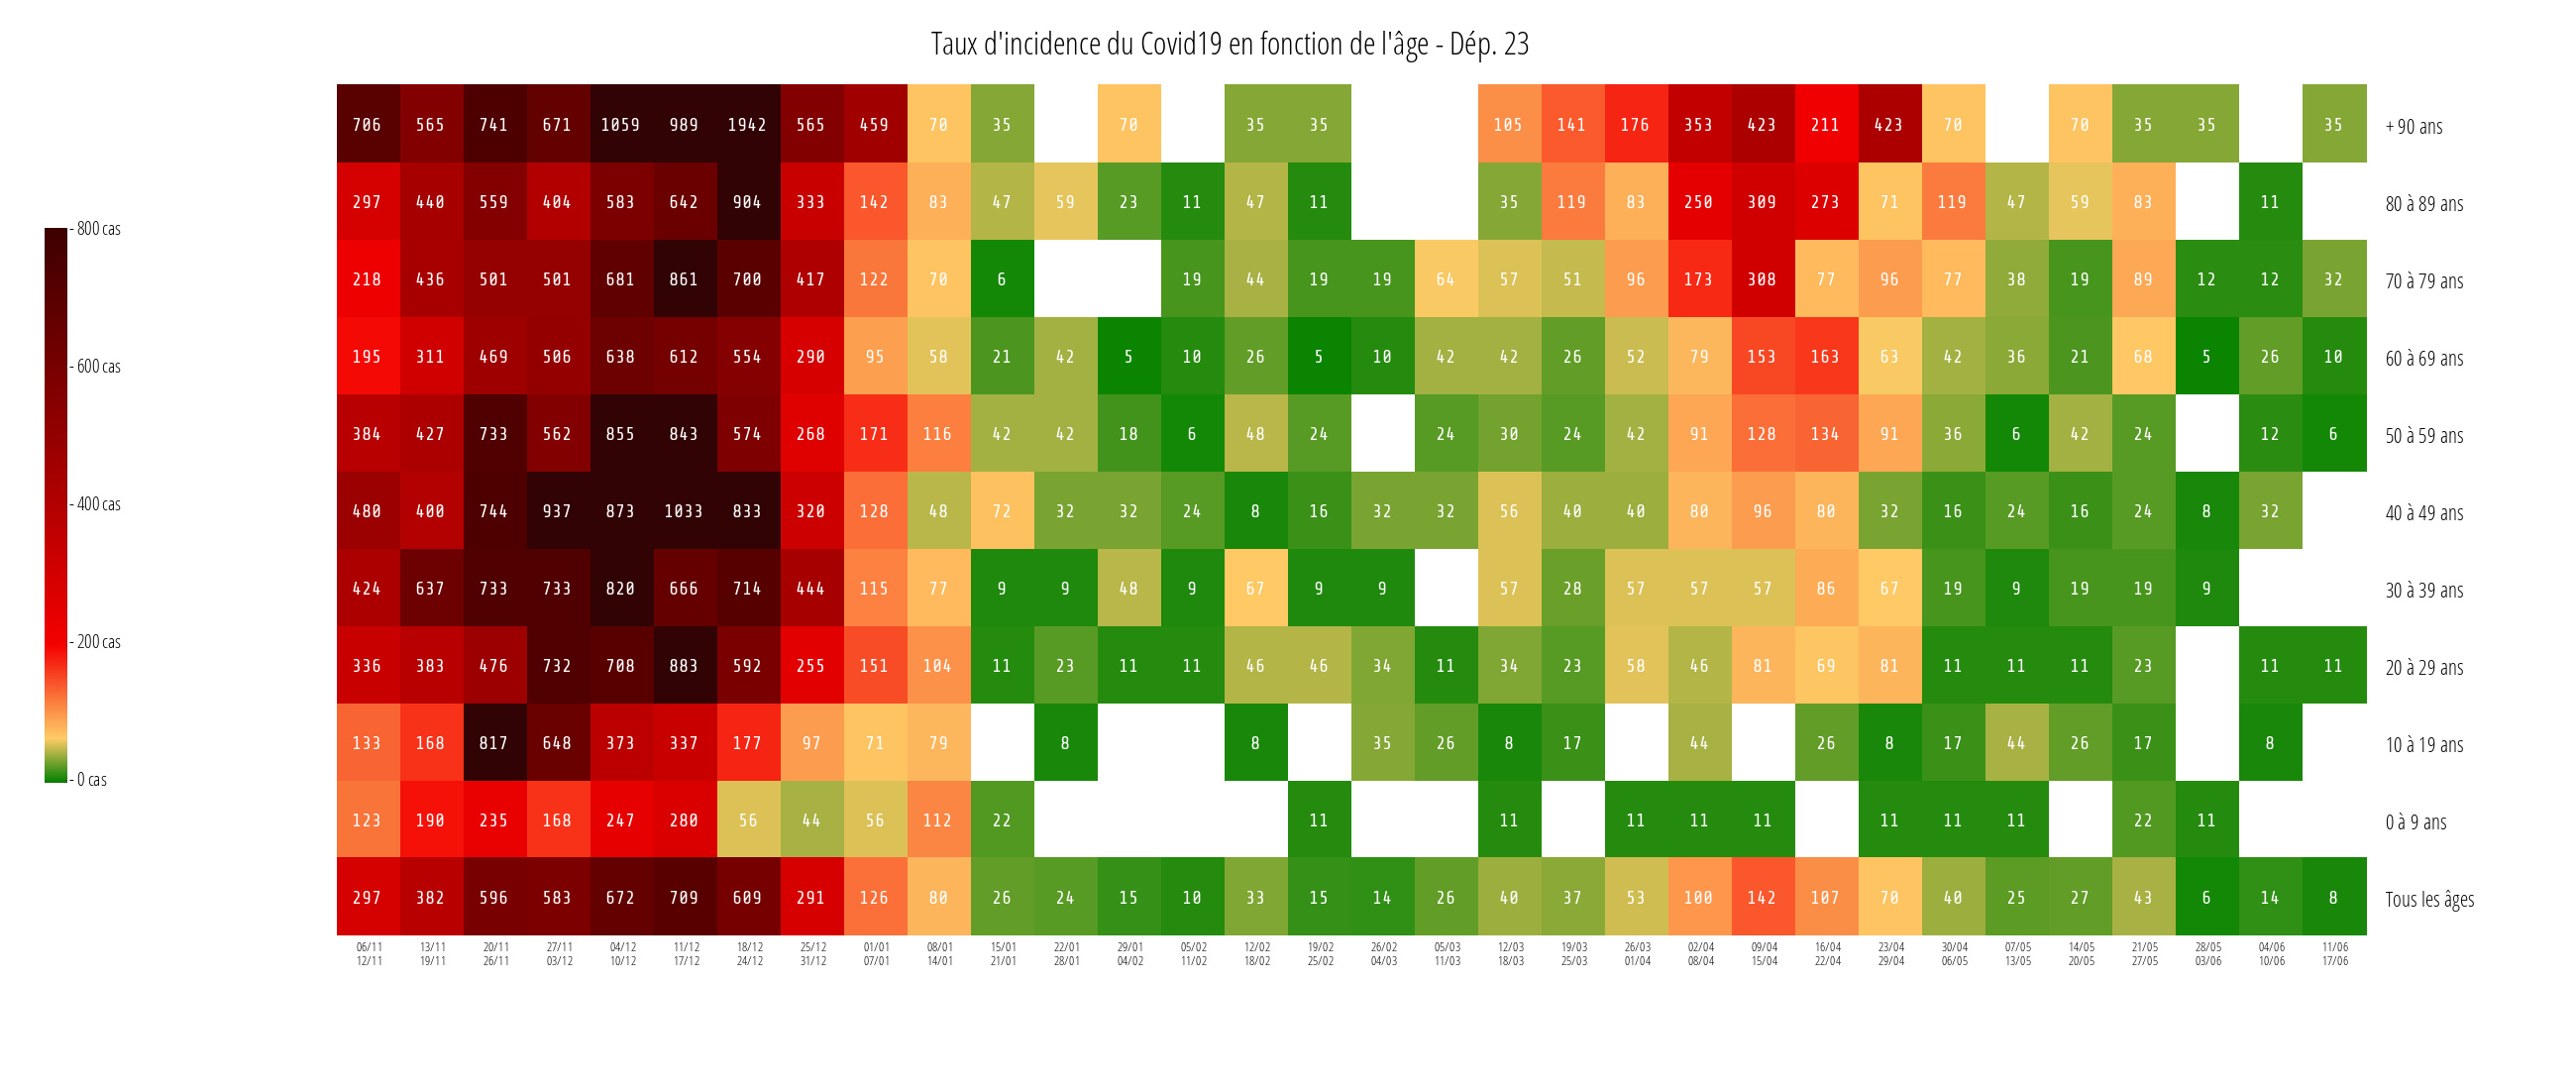 Taux d'incidence du Covid19 en fonction de l'âge - Dép. 23
- 800 cas
- 600 cas
- 400 cas
- 200 cas
- 0 cas
706 565 741 671 1059 989 1942 565 459 70 35 70 35 35 105 141 176 353 423 211 423 70 70 35 35 35 + 90 ans
297 440 559 404 583 642 904 333 142 83 47 59 23 11 47 11 35 119 83 250 309 273 71 119 47 59 83 11 80 à 89 ans
218 436 501 501 681 861 700 417 122 70 6 19 44 19 19 64 57 51 96 173 308 77 96 77 38 19 89 12 12 32 70 à 79 ans
195 311 469 506 638 612 554 290 95 58 21 42 5 10 26 5 10 42 42 26 52 79 153 163 63 42 36 21 68 5 26 10 60 à 69 ans
384 427 733 562 855 843 574 268 171 116 42 42 18 6 48 24 24 30 24 42 91 128 134 91 36 6 42 24 12 6 50 à 59 ans
480 400 744 937 873 1033 833 320 128 48 72 32 32 24 8 16 32 32 56 40 40 80 96 80 32 16 24 16 24 8 32 40 à 49 ans
424 637 733 733 820 666 714 444 115 77 9 9 48 9 67 9 9 57 28 57 57 57 86 67 19 9 19 19 9 30 à 39 ans
336 383 476 732 708 883 592 255 151 104 11 23 11 11 46 46 34 11 34 23 58 46 81 69 81 11 11 11 23 11 11 20 à 29 ans
133 168 817 648 373 337 177 97 71 79 8 8 35 26 8 17 44 26 8 17 44 26 17 8 10 à 19 ans
123 190 235 168 247 280 56 44 56 112 22 11 11 11 11 11 11 11 11 22 11 0 à 9 ans
297 382 596 583 672 709 609 291 126 80 26 24 15 10 33 15 14 26 40 37 53 100 142 107 70 40 25 27 43 6 14 8 Tous les âges
06/11 13/11 20/11 27/11 04/12 11/12 18/12 25/12 01/01 08/01 15/01 22/01 29/01 05/02 12/02 19/02 26/02 05/03 12/03 19/03 26/03 02/04 09/04 16/04 23/04 30/04 07/05 14/05 21/05 28/05 04/06 11/06
12/11 19/11 26/11 03/12 10/12 17/12 24/12 31/12 07/01 14/01 21/01 28/01 04/02 11/02 18/02 25/02 04/03 11/03 18/03 25/03 01/04 08/04 15/04 22/04 29/04 06/05 13/05 20/05 27/05 03/06 10/06 17/06